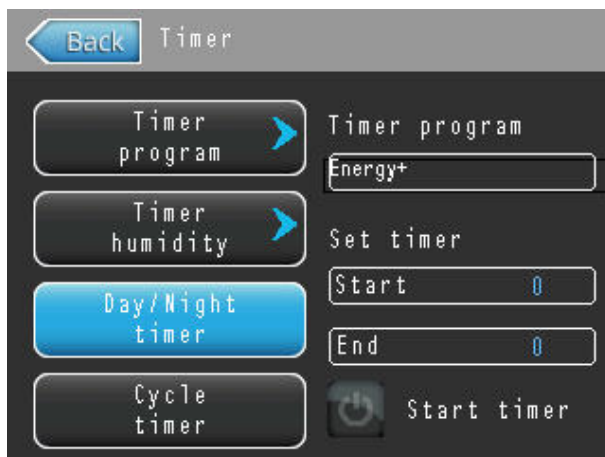 Back Timer
Timer
program
Timer
humidity
Day/Night
timer
Cycle
timer
Timer program
Energy+
Set timer
Start 0
End 0
Start timer